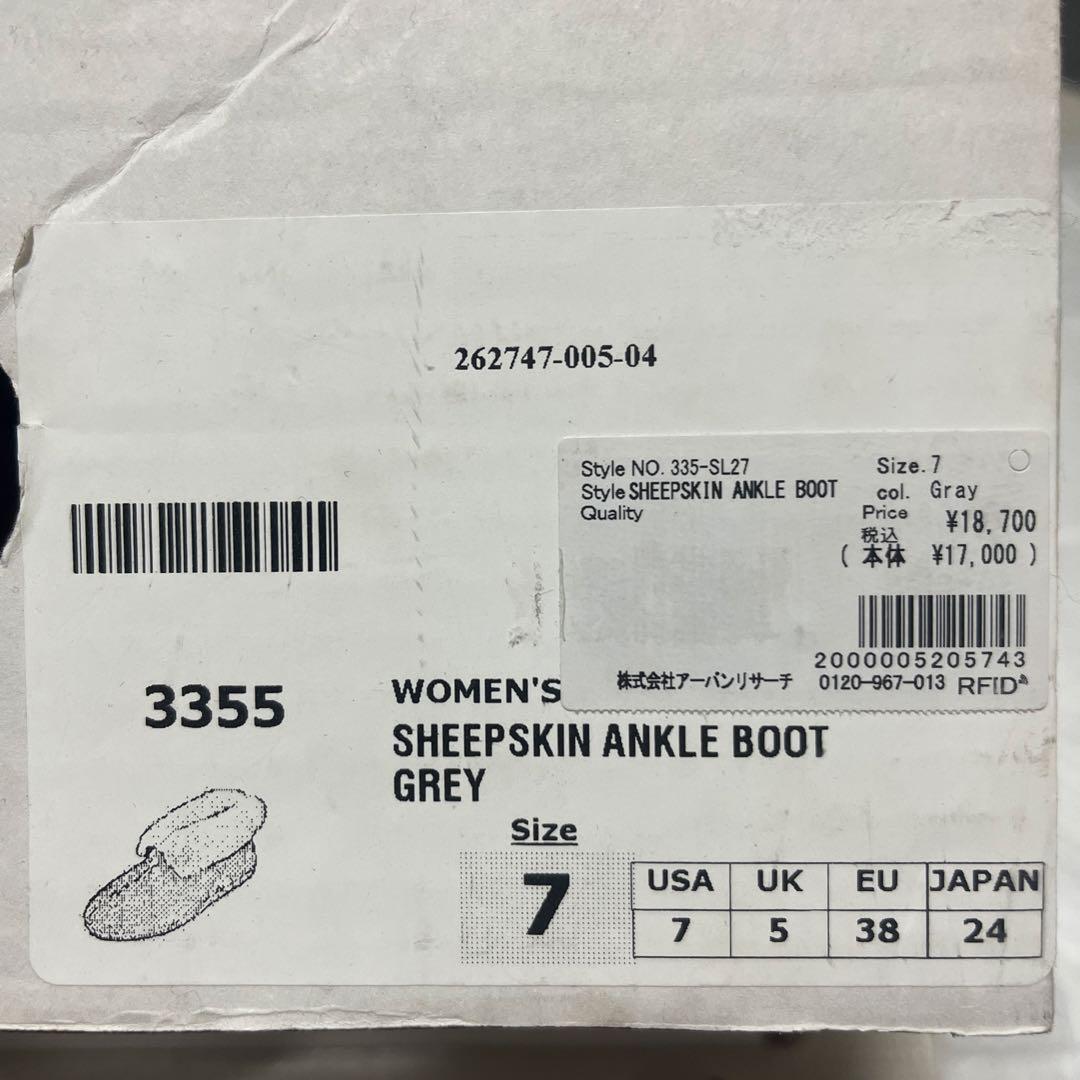 262747-005-04
Style NO. 335-SL27 Size. 7
Style SHEEPSKIN ANKLE BOOT col. Gray
Quality Price ¥18,700
税込
( 本体 ¥17,000 )
2000005205743
株式会社アーバンリサーチ 0120-967-013 RFID
3355
WOMEN'S
SHEEPSKIN ANKLE BOOT
GREY
Size
7
USA UK EU JAPAN
7 5 38 24